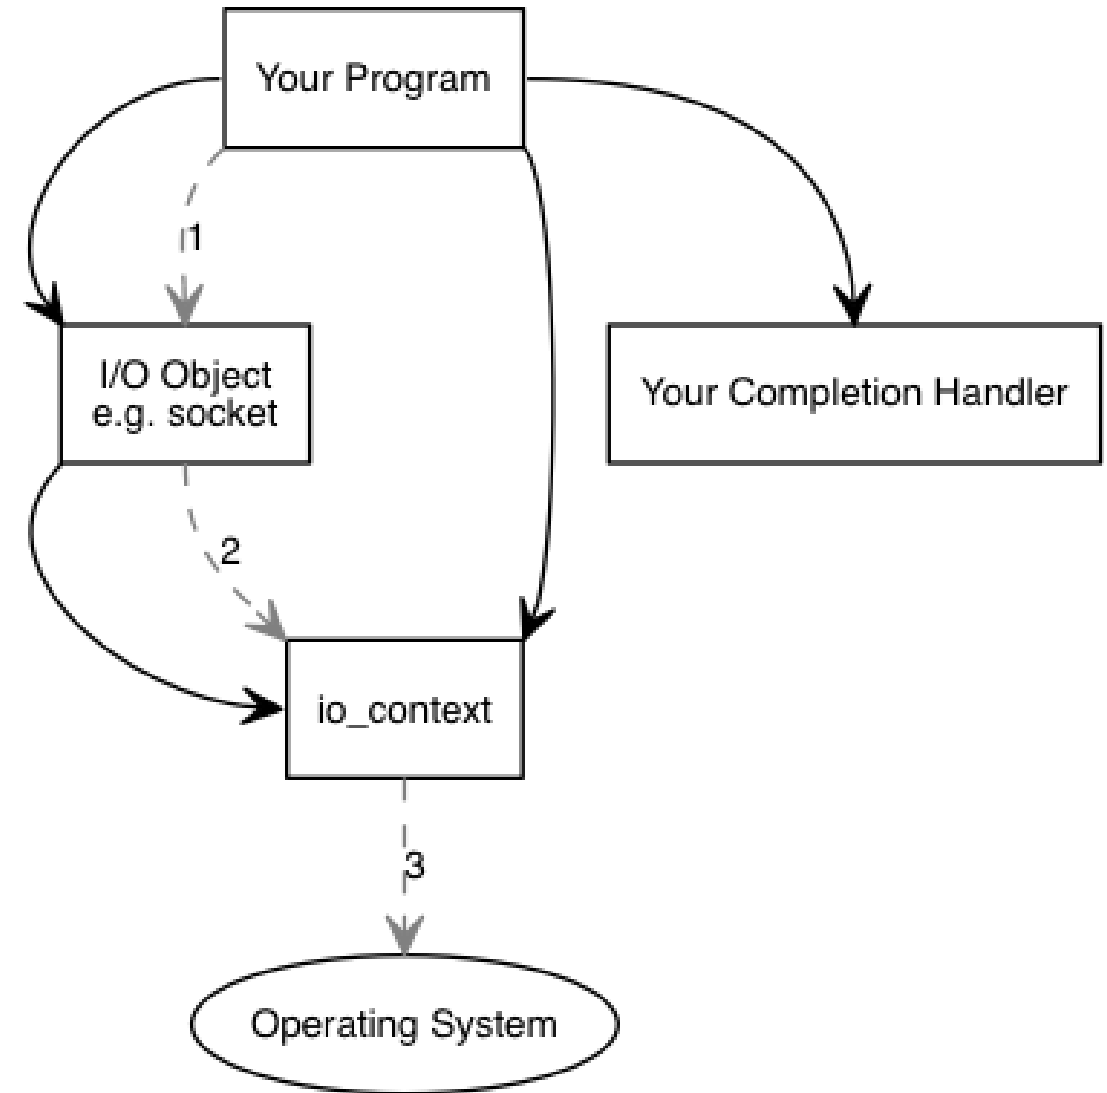 Your Program
1
I/O Object
e.g. socket
Your Completion Handler
2
io_context
3
Operating System